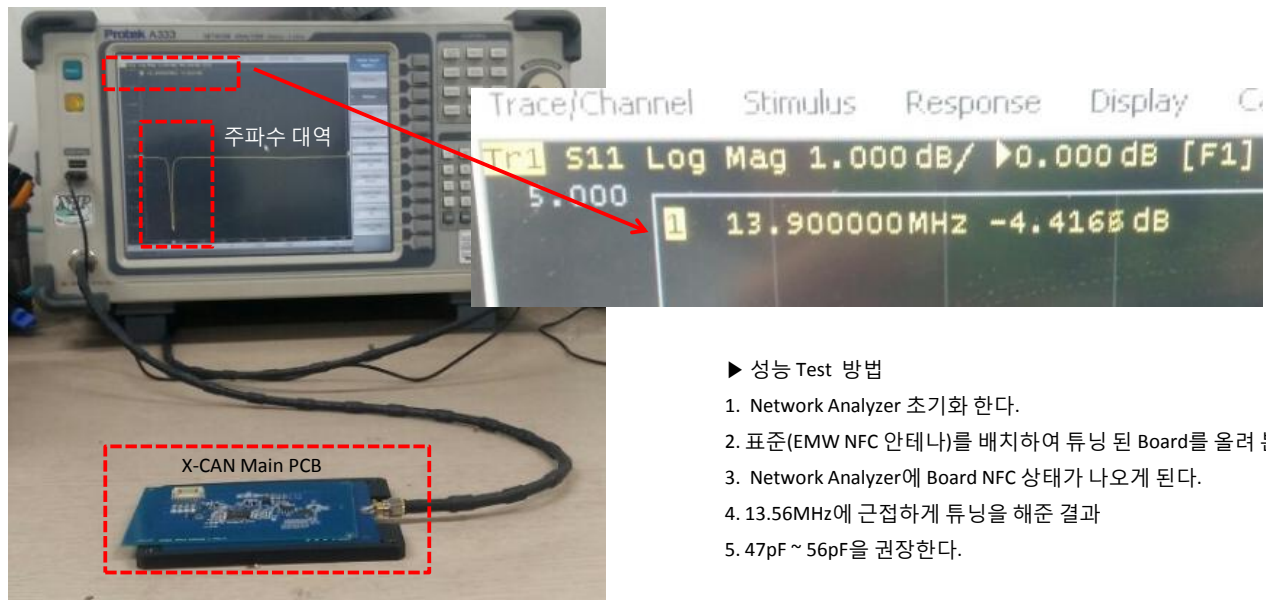 Protek A333
주파수 대역
Trace/Channel Stimulus Response Display
Tr1 S11 Log Mag 1.000 dB/ ▶0.000 dB [F1]
5.000
1 13.900000 MHz -4.4168 dB
X-CAN Main PCB
▶ 성능 Test 방법
1. Network Analyzer 초기화 한다.
2. 표준(EMW NFC 안테나)를 배치하여 튜닝 된 Board를 올려
3. Network Analyzer에 Board NFC 상태가 나오게 된다.
4. 13.56MHz에 근접하게 튜닝을 해준 결과
5. 47pF ~ 56pF을 권장한다.